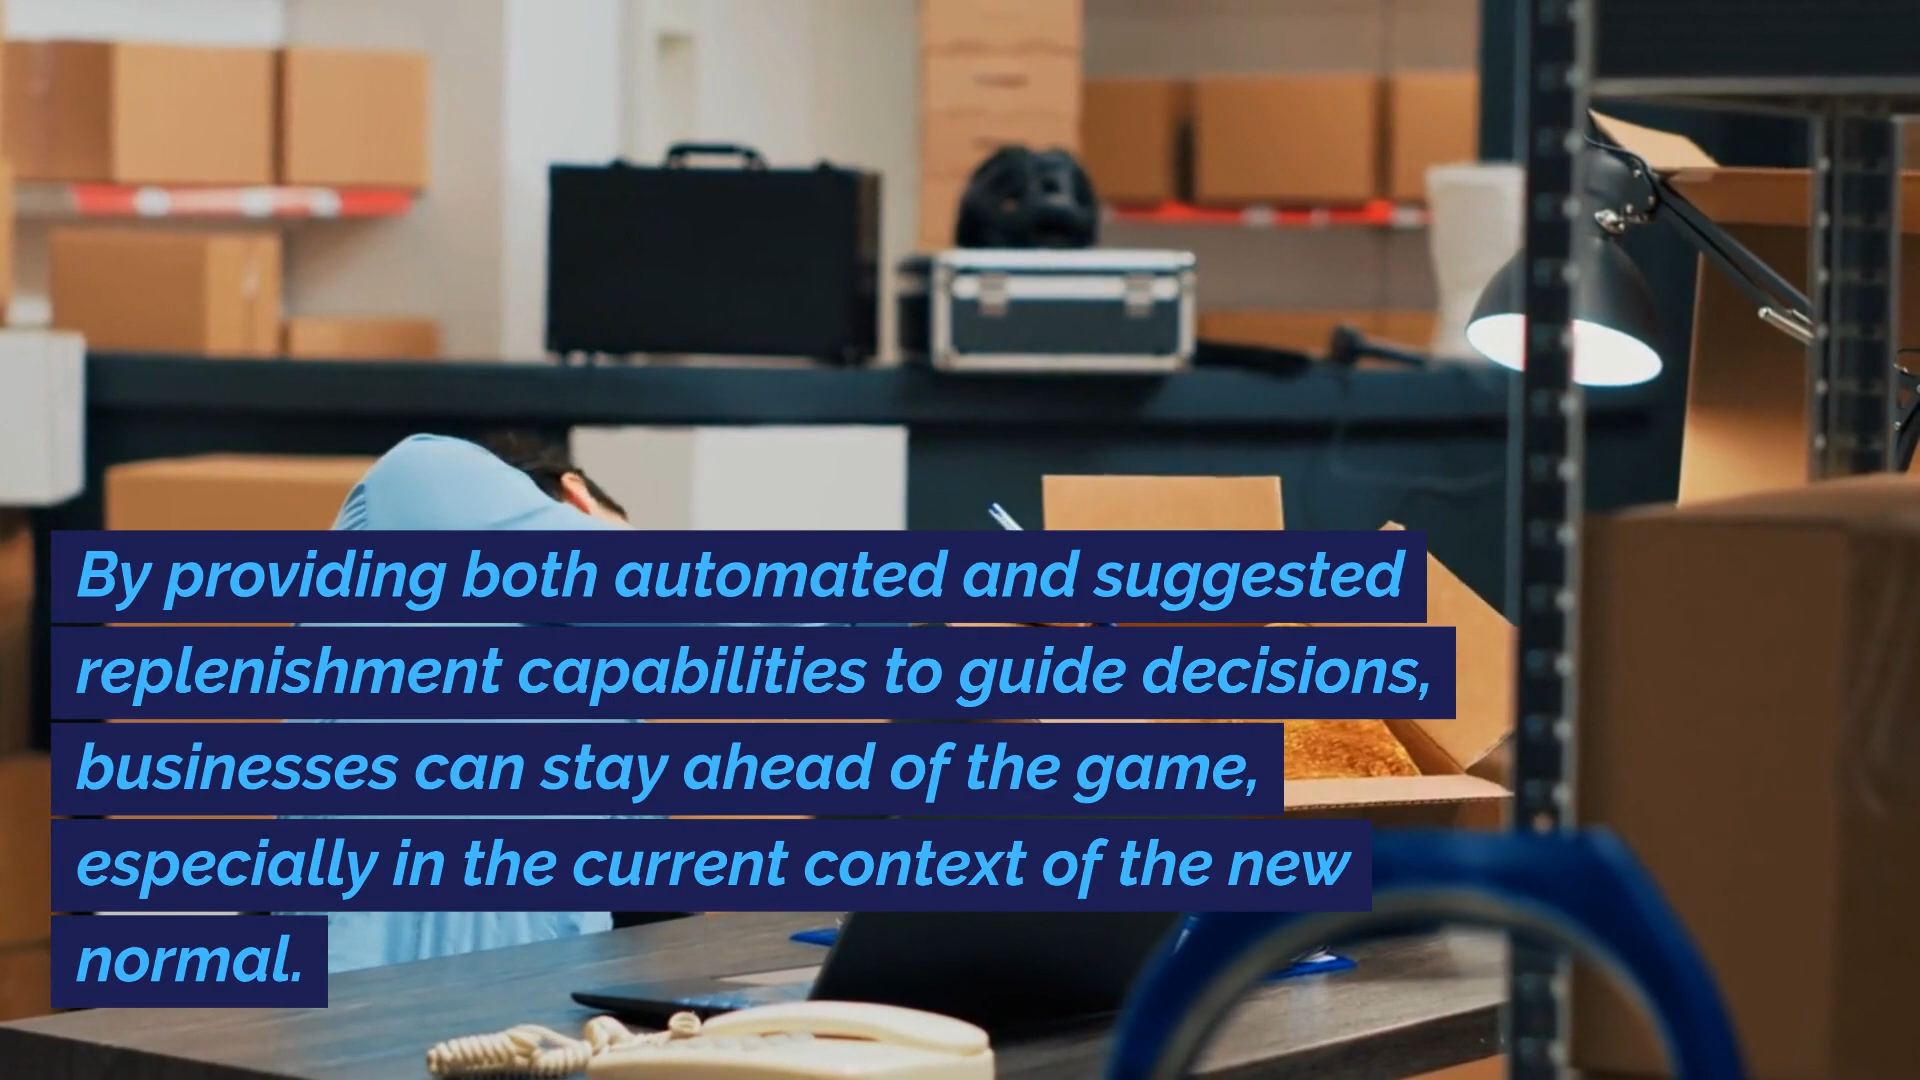 By providing both automated and suggested
replenishment capabilities to guide decisions,
businesses can stay ahead of the game,
especially in the current context of the new
normal.